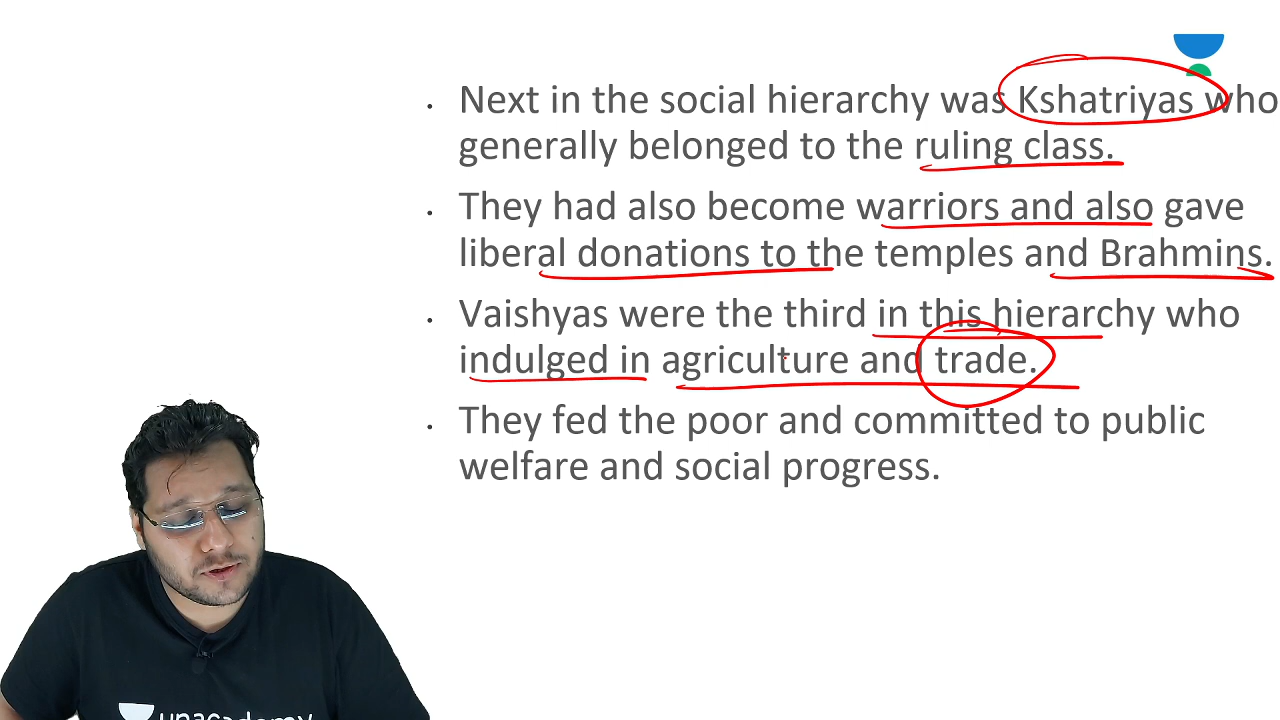 • Next in the social hierarchy was Kshatriyas who
generally belonged to the ruling class.
• They had also become warriors and also gave
liberal donations to the temples and Brahmins.
• Vaishyas were the third in this hierarchy who
indulged in agriculture and trade.
• They fed the poor and committed to public
welfare and social progress.
unacademy